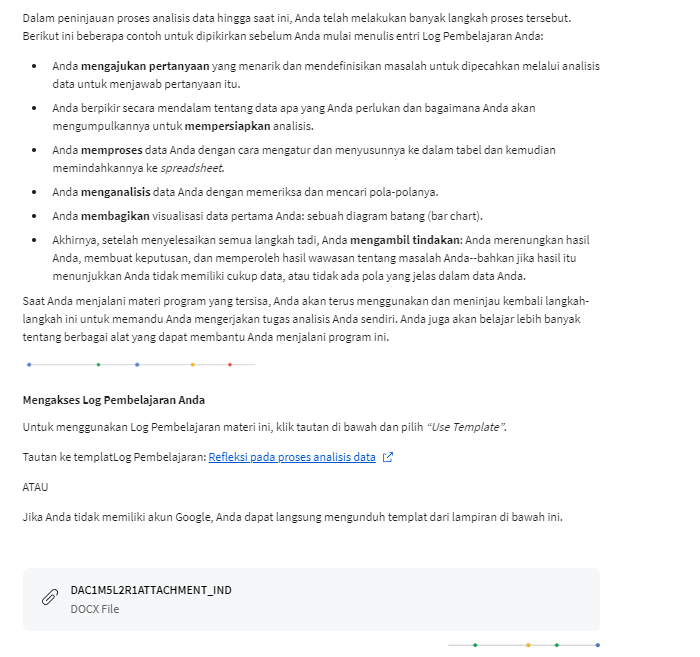 Dalam peninjauan proses analisis data hingga saat ini, Anda telah melakukan banyak langkah proses tersebut.
Berikut ini beberapa contoh untuk dipikirkan sebelum Anda mulai menulis entri Log Pembelajaran Anda:
• Anda mengajukan pertanyaan yang menarik dan mendefinisikan masalah untuk dipecahkan melalui analisis
data untuk menjawab pertanyaan itu.
• Anda berpikir secara mendalam tentang data apa yang Anda perlukan dan bagaimana Anda akan
mengumpulkannya untuk mempersiapkan analisis.
• Anda memproses data Anda dengan cara mengatur dan menyusunnya ke dalam tabel dan kemudian
memindahkannya ke spreadsheet.
• Anda menganalisis data Anda dengan memeriksa dan mencari pola-polanya.
• Anda membagikan visualisasi data pertama Anda: sebuah diagram batang (bar chart).
• Akhirnya, setelah menyelesaikan semua langkah tadi, Anda mengambil tindakan: Anda merenungkan hasil
Anda, membuat keputusan, dan memperoleh hasil wawasan tentang masalah Anda--bahkan jika hasil itu
menunjukkan Anda tidak memiliki cukup data, atau tidak ada pola yang jelas dalam data Anda.
Saat Anda menjalani materi program yang tersisa, Anda akan terus menggunakan dan meninjau kembali langkah-
langkah ini untuk memandu Anda mengerjakan tugas analisis Anda sendiri. Anda juga akan belajar lebih banyak
tentang berbagai alat yang dapat membantu Anda menjalani program ini.
Mengakses Log Pembelajaran Anda
Untuk menggunakan Log Pembelajaran materi ini, klik tautan di bawah dan pilih “Use Template”.
Tautan ke templatLog Pembelajaran: Refleksi pada proses analisis data
ATAU
Jika Anda tidak memiliki akun Google, Anda dapat langsung mengunduh templat dari lampiran di bawah ini.
DAC1M5L2R1ATTACHMENT_IND
DOCX File